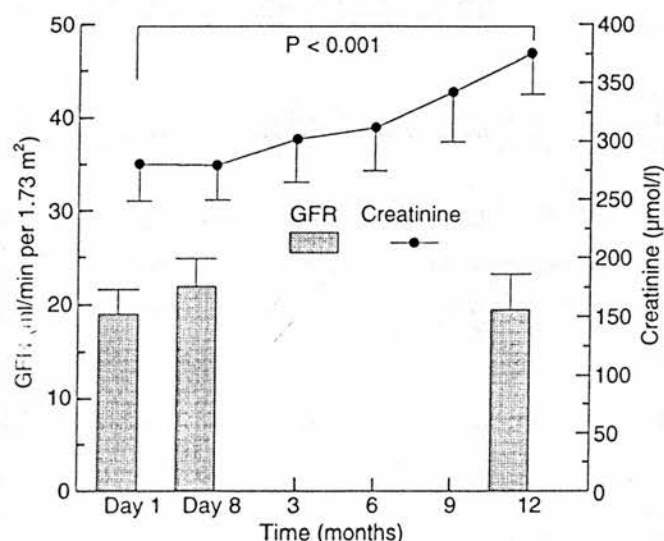 P < 0.001
GFR (ml/min per 1.73 m²)
50
40
30
20
10
0
GFR Creatinine
400
350
300
250
200
150
100
50
0
Creatinine (µmol/l)
Day 1 Day 8 3 6 9 12
Time (months)